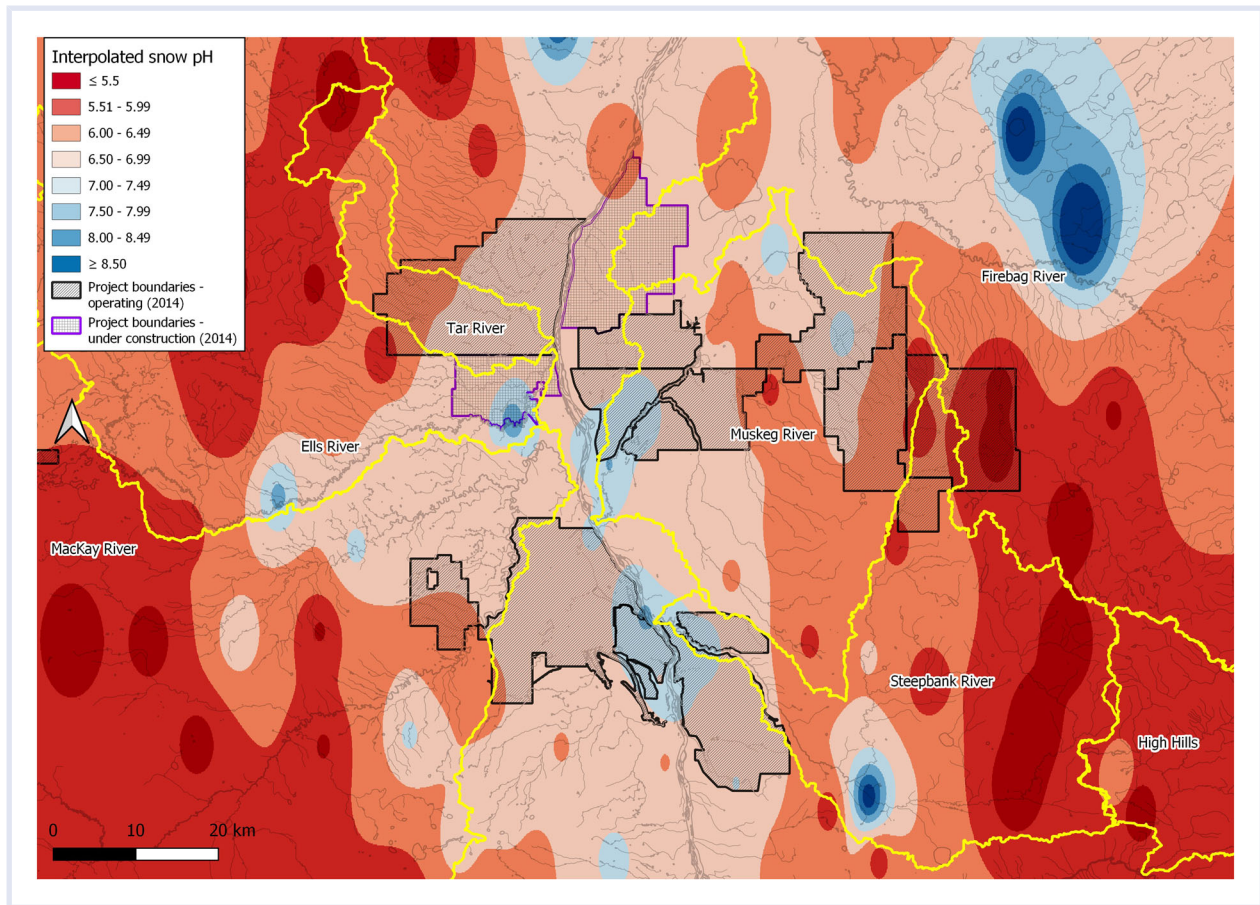 Interpolated snow pH
≤ 5.5
5.51 - 5.99
6.00 - 6.49
6.50 - 6.99
7.00 - 7.49
7.50 - 7.99
8.00 - 8.49
≥ 8.50
Project boundaries -
operating (2014)
Project boundaries -
under construction (2014)
Firebag River
Tar River
Muskeg River
Ells River
MacKay River
Steepbank River
High Hills
0 10 20 km